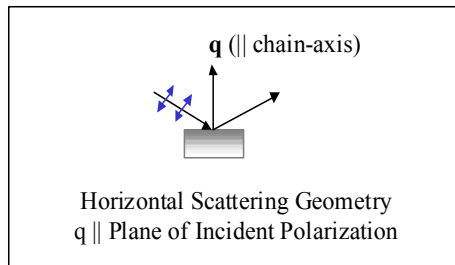 q (|| chain-axis)
Horizontal Scattering Geometry
q || Plane of Incident Polarization